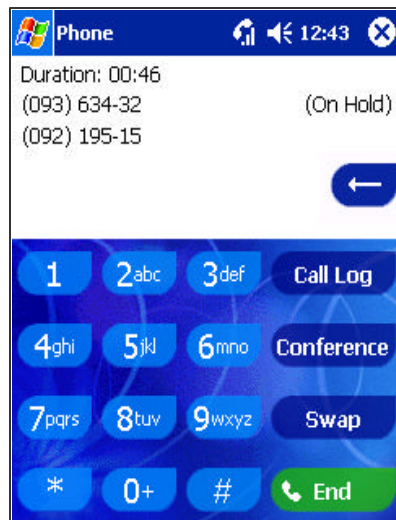 Phone 12:43
Duration: 00:46
(093) 634-32 (On Hold)
(092) 195-15
1 2abc 3def Call Log
4ghi 5jkl 6mno Conference
7pqrs 8tuv 9wxyz Swap
* 0+ # End